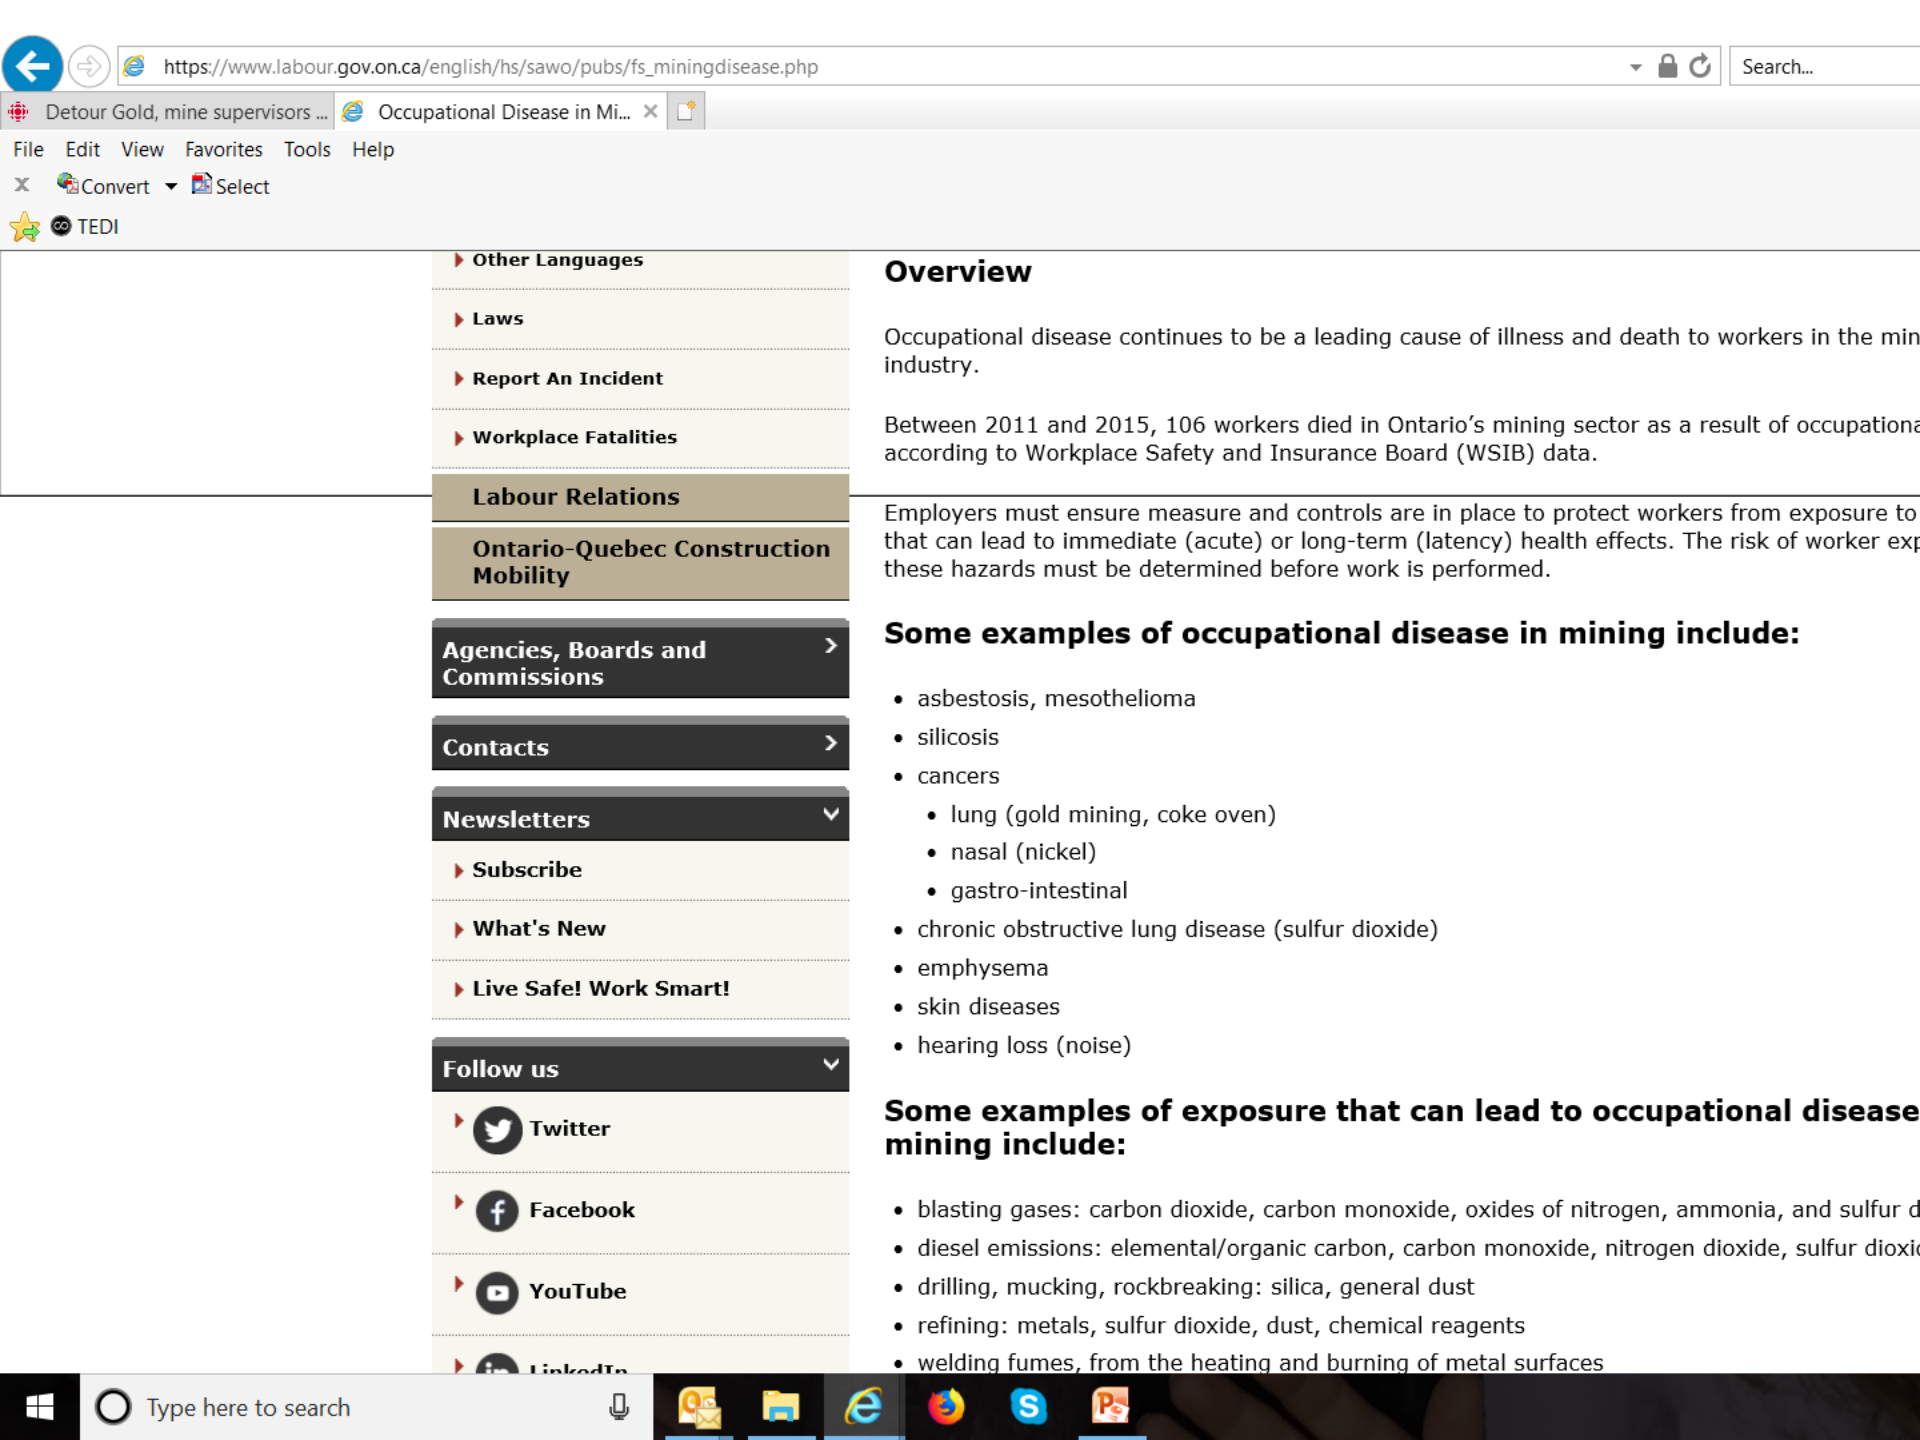 https://www.labour.gov.on.ca/english/hs/sawo/pubs/fs_miningdisease.php
Search...
Detour Gold, mine supervisors ...
Occupational Disease in Mi...
File Edit View Favorites Tools Help
x Convert Select
TEDI
Other Languages
Laws
Report An Incident
Workplace Fatalities
Labour Relations
Ontario-Quebec Construction
Mobility
Agencies, Boards and
Commissions
Contacts
Newsletters
Subscribe
What's New
Live Safe! Work Smart!
Follow us
Twitter
Facebook
YouTube
LinkedIn
Overview
Occupational disease continues to be a leading cause of illness and death to workers in the min
industry.
Between 2011 and 2015, 106 workers died in Ontario’s mining sector as a result of occupationa
according to Workplace Safety and Insurance Board (WSIB) data.
Employers must ensure measure and controls are in place to protect workers from exposure to
that can lead to immediate (acute) or long-term (latency) health effects. The risk of worker exp
these hazards must be determined before work is performed.
Some examples of occupational disease in mining include:
• asbestosis, mesothelioma
• silicosis
• cancers
• lung (gold mining, coke oven)
• nasal (nickel)
• gastro-intestinal
• chronic obstructive lung disease (sulfur dioxide)
• emphysema
• skin diseases
• hearing loss (noise)
Some examples of exposure that can lead to occupational disease
mining include:
• blasting gases: carbon dioxide, carbon monoxide, oxides of nitrogen, ammonia, and sulfur d
• diesel emissions: elemental/organic carbon, carbon monoxide, nitrogen dioxide, sulfur dioxi
• drilling, mucking, rockbreaking: silica, general dust
• refining: metals, sulfur dioxide, dust, chemical reagents
• welding fumes, from the heating and burning of metal surfaces
Type here to search